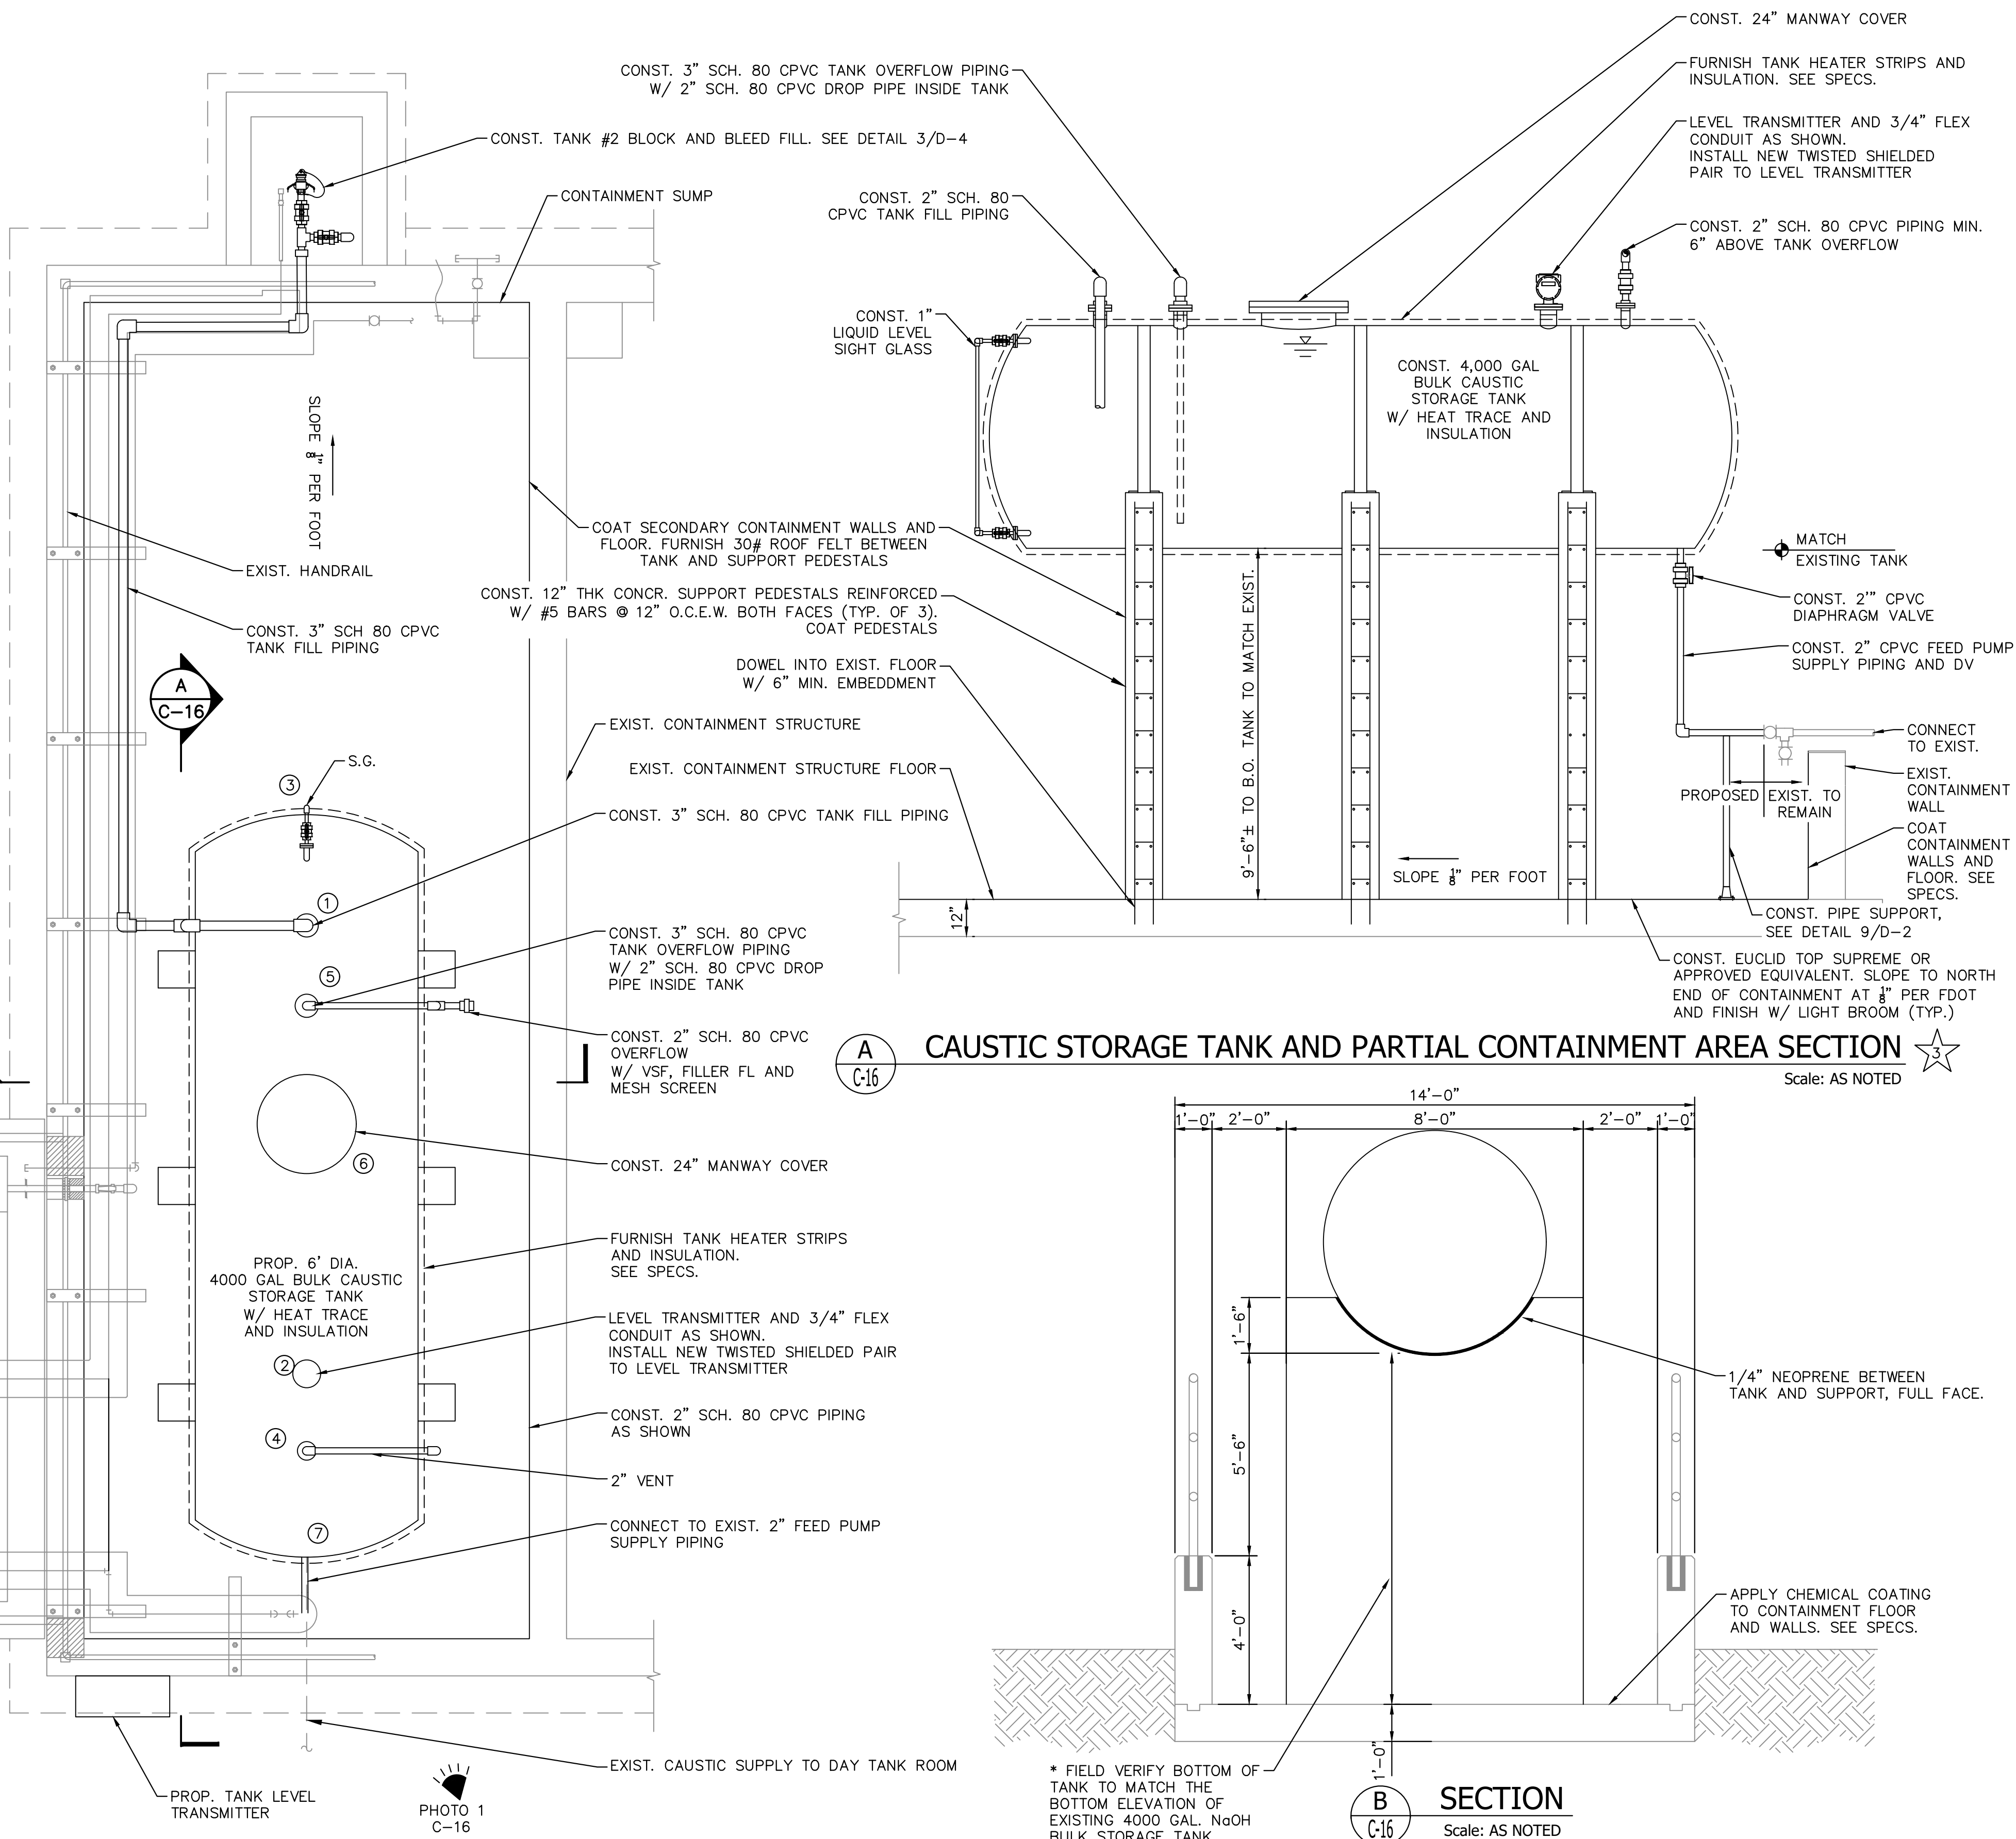 CONST. 24" MANWAY COVER
FURNISH TANK HEATER STRIPS AND
INSULATION. SEE SPECS.
CONST. 3" SCH. 80 CPVC TANK OVERFLOW PIPING
W/ 2" SCH. 80 CPVC DROP PIPE INSIDE TANK
LEVEL TRANSMITTER AND 3/4" FLEX
CONDUIT AS SHOWN.
INSTALL NEW TWISTED SHIELDED
PAIR TO LEVEL TRANSMITTER
CONST. TANK #2 BLOCK AND BLEED FILL. SEE DETAIL 3/D-4
CONTAINMENT SUMP
CONST. 2" SCH. 80
CPVC TANK FILL PIPING
CONST. 2" SCH. 80 CPVC PIPING MIN.
6" ABOVE TANK OVERFLOW
CONST. 1"
LIQUID LEVEL
SIGHT GLASS
CONST. 4,000 GAL
BULK CAUSTIC
STORAGE TANK
W/ HEAT TRACE AND
INSULATION
SLOPE 1/8" PER FOOT
COAT SECONDARY CONTAINMENT WALLS AND
FLOOR. FURNISH 30# ROOF FELT BETWEEN
TANK AND SUPPORT PEDESTALS
MATCH
EXISTING TANK
EXIST. HANDRAIL
CONST. 12" THK CONCR. SUPPORT PEDESTALS REINFORCED
W/ #5 BARS @ 12" O.C.E.W. BOTH FACES (TYP. OF 3).
COAT PEDESTALS
CONST. 2'" CPVC
DIAPHRAGM VALVE
CONST. 3" SCH 80 CPVC
TANK FILL PIPING
CONST. 2" CPVC FEED PUMP
SUPPLY PIPING AND DV
DOWEL INTO EXIST. FLOOR
W/ 6" MIN. EMBEDDMENT
9'-6"± TO B.O. TANK TO MATCH EXIST.
A
C-16
EXIST. CONTAINMENT STRUCTURE
CONNECT
TO EXIST.
S.G.
3
EXIST. CONTAINMENT STRUCTURE FLOOR
EXIST.
CONTAINMENT
WALL
PROPOSED
EXIST. TO
REMAIN
CONST. 3" SCH. 80 CPVC TANK FILL PIPING
COAT
CONTAINMENT
WALLS AND
FLOOR. SEE
SPECS.
SLOPE 1/8" PER FOOT
1
12"
CONST. PIPE SUPPORT,
SEE DETAIL 9/D-2
CONST. 3" SCH. 80 CPVC
TANK OVERFLOW PIPING
W/ 2" SCH. 80 CPVC DROP
PIPE INSIDE TANK
5
CONST. EUCLID TOP SUPREME OR
APPROVED EQUIVALENT. SLOPE TO NORTH
END OF CONTAINMENT AT 1/8" PER FDOT
AND FINISH W/ LIGHT BROOM (TYP.)
CONST. 2" SCH. 80 CPVC
OVERFLOW
W/ VSF, FILLER FL AND
MESH SCREEN
A
C-16
CAUSTIC STORAGE TANK AND PARTIAL CONTAINMENT AREA SECTION
3
Scale: AS NOTED
14'-0"
1'-0"
2'-0"
8'-0"
2'-0"
1'-0"
CONST. 24" MANWAY COVER
6
FURNISH TANK HEATER STRIPS
AND INSULATION.
SEE SPECS.
PROP. 6' DIA.
4000 GAL BULK CAUSTIC
STORAGE TANK
W/ HEAT TRACE
AND INSULATION
LEVEL TRANSMITTER AND 3/4" FLEX
CONDUIT AS SHOWN.
INSTALL NEW TWISTED SHIELDED PAIR
TO LEVEL TRANSMITTER
2
1'-6"
1/4" NEOPRENE BETWEEN
TANK AND SUPPORT, FULL FACE.
CONST. 2" SCH. 80 CPVC PIPING
AS SHOWN
4
5'-6"
2" VENT
7
CONNECT TO EXIST. 2" FEED PUMP
SUPPLY PIPING
4'-0"
APPLY CHEMICAL COATING
TO CONTAINMENT FLOOR
AND WALLS. SEE SPECS.
EXIST. CAUSTIC SUPPLY TO DAY TANK ROOM
PROP. TANK LEVEL
TRANSMITTER
PHOTO 1
C-16
* FIELD VERIFY BOTTOM OF
TANK TO MATCH THE
BOTTOM ELEVATION OF
EXISTING 4000 GAL. NaOH
BULK STORAGE TANK
1'-0"
B
C-16
SECTION
Scale: AS NOTED